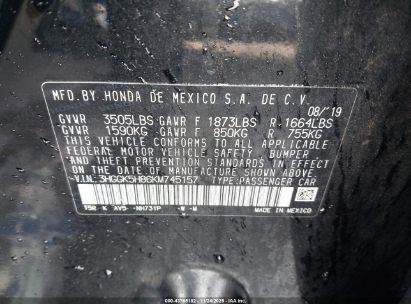 MFD.BY HONDA DE MEXICO S.A. DE C.V.
08/'19
GVWR 3505LBS GAWR F 1873LBS R 1664LBS
GVWR 1590KG GAWR F 850KG R 755KG
THIS VEHICLE CONFORMS TO ALL APPLICABLE
FEDERAL MOTOR VEHICLE SAFETY, BUMPER
AND THEFT PREVENTION STANDARDS IN EFFECT
ON THE DATE OF MANUFACTURE SHOWN ABOVE.
V.I.N.: 3HGGK5H86KM745157 TYPE: PASSENGER CAR
NH731P
MADE IN MEXICO